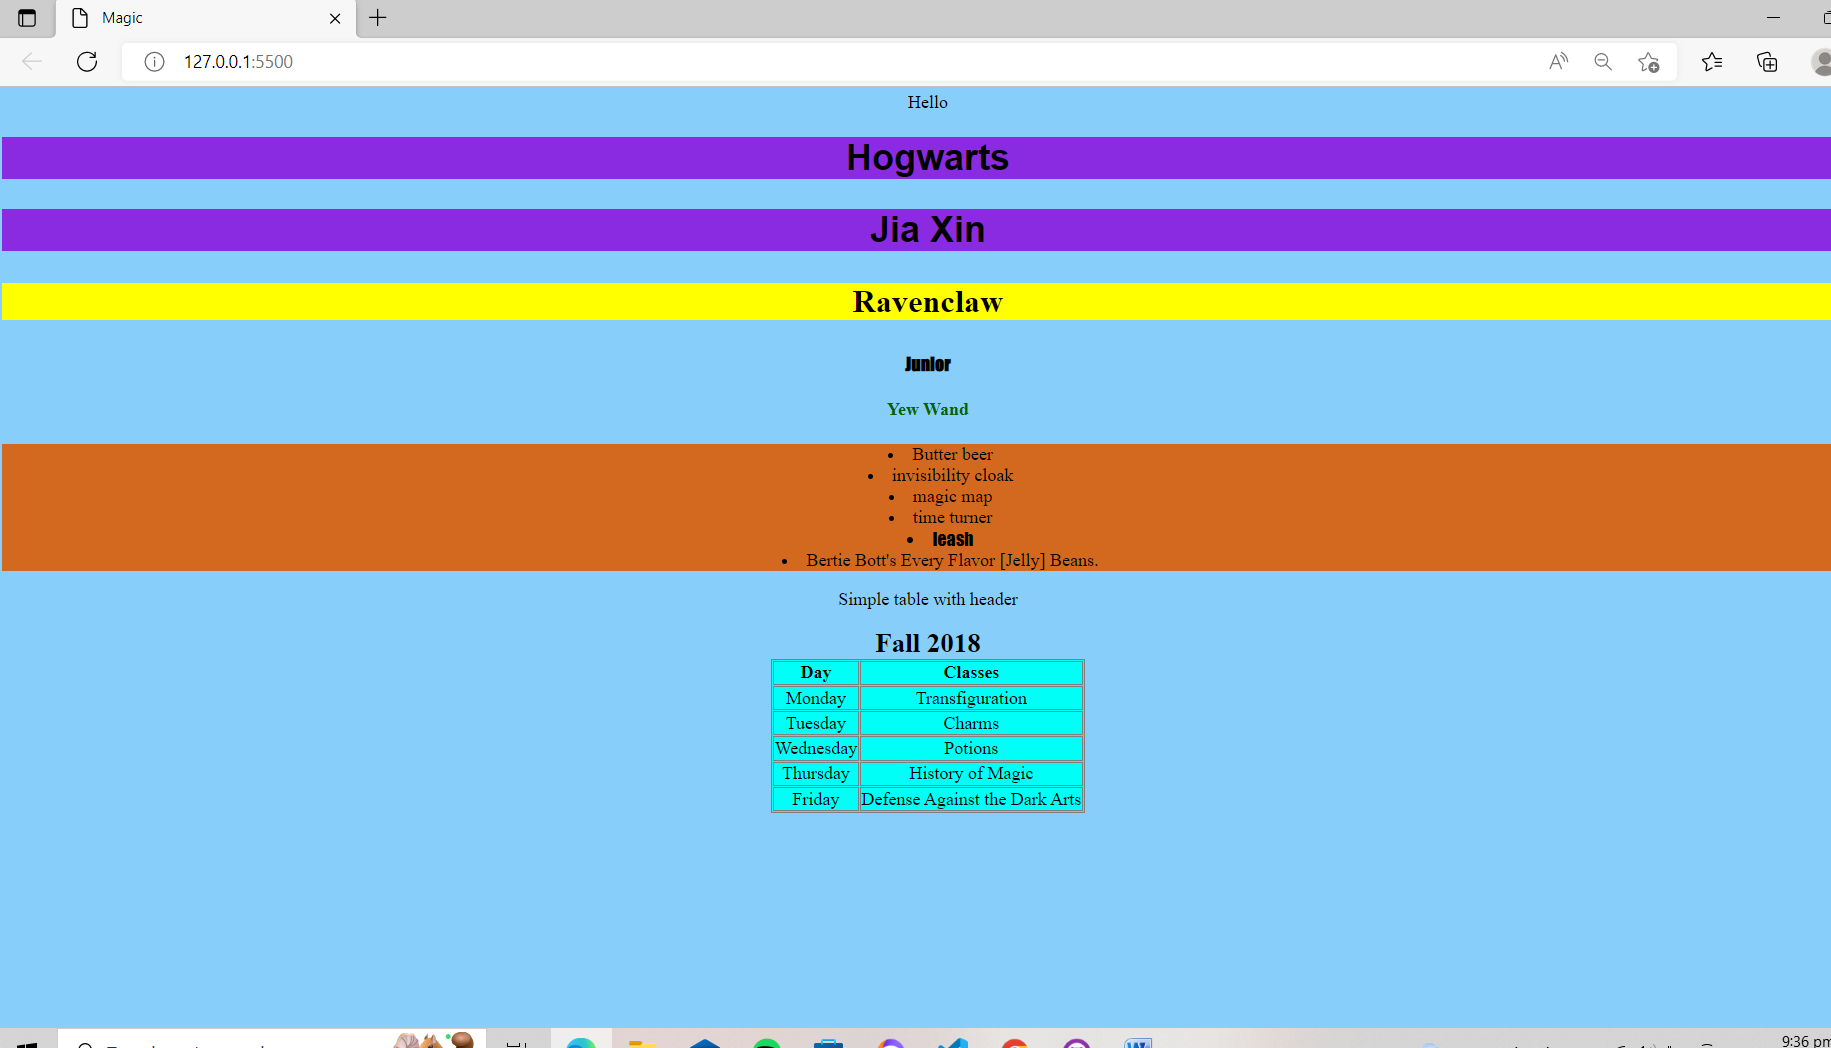 Magic
127.0.0.1:5500
Hello
Hogwarts
Jia Xin
Ravenclaw
Junior
Yew Wand
Butter beer
invisibility cloak
magic map
time turner
leash
Bertie Bott's Every Flavor [Jelly] Beans.
Simple table with header
Fall 2018
Day Classes
Monday Transfiguration
Tuesday Charms
Wednesday Potions
Thursday History of Magic
Friday Defense Against the Dark Arts
9:36 pm